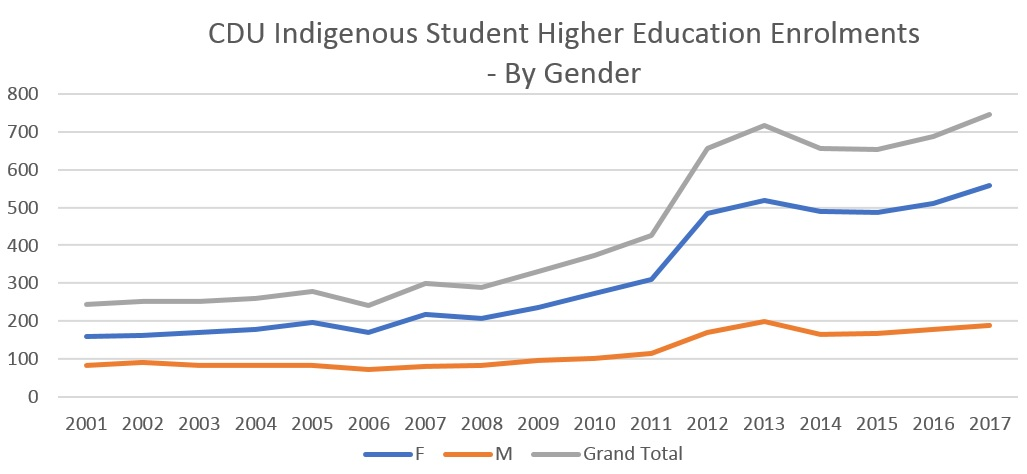 CDU Indigenous Student Higher Education Enrolments
- By Gender
800
700
600
500
400
300
200
100
0
2001 2002 2003 2004 2005 2006 2007 2008 2009 2010 2011 2012 2013 2014 2015 2016 2017
F M Grand Total